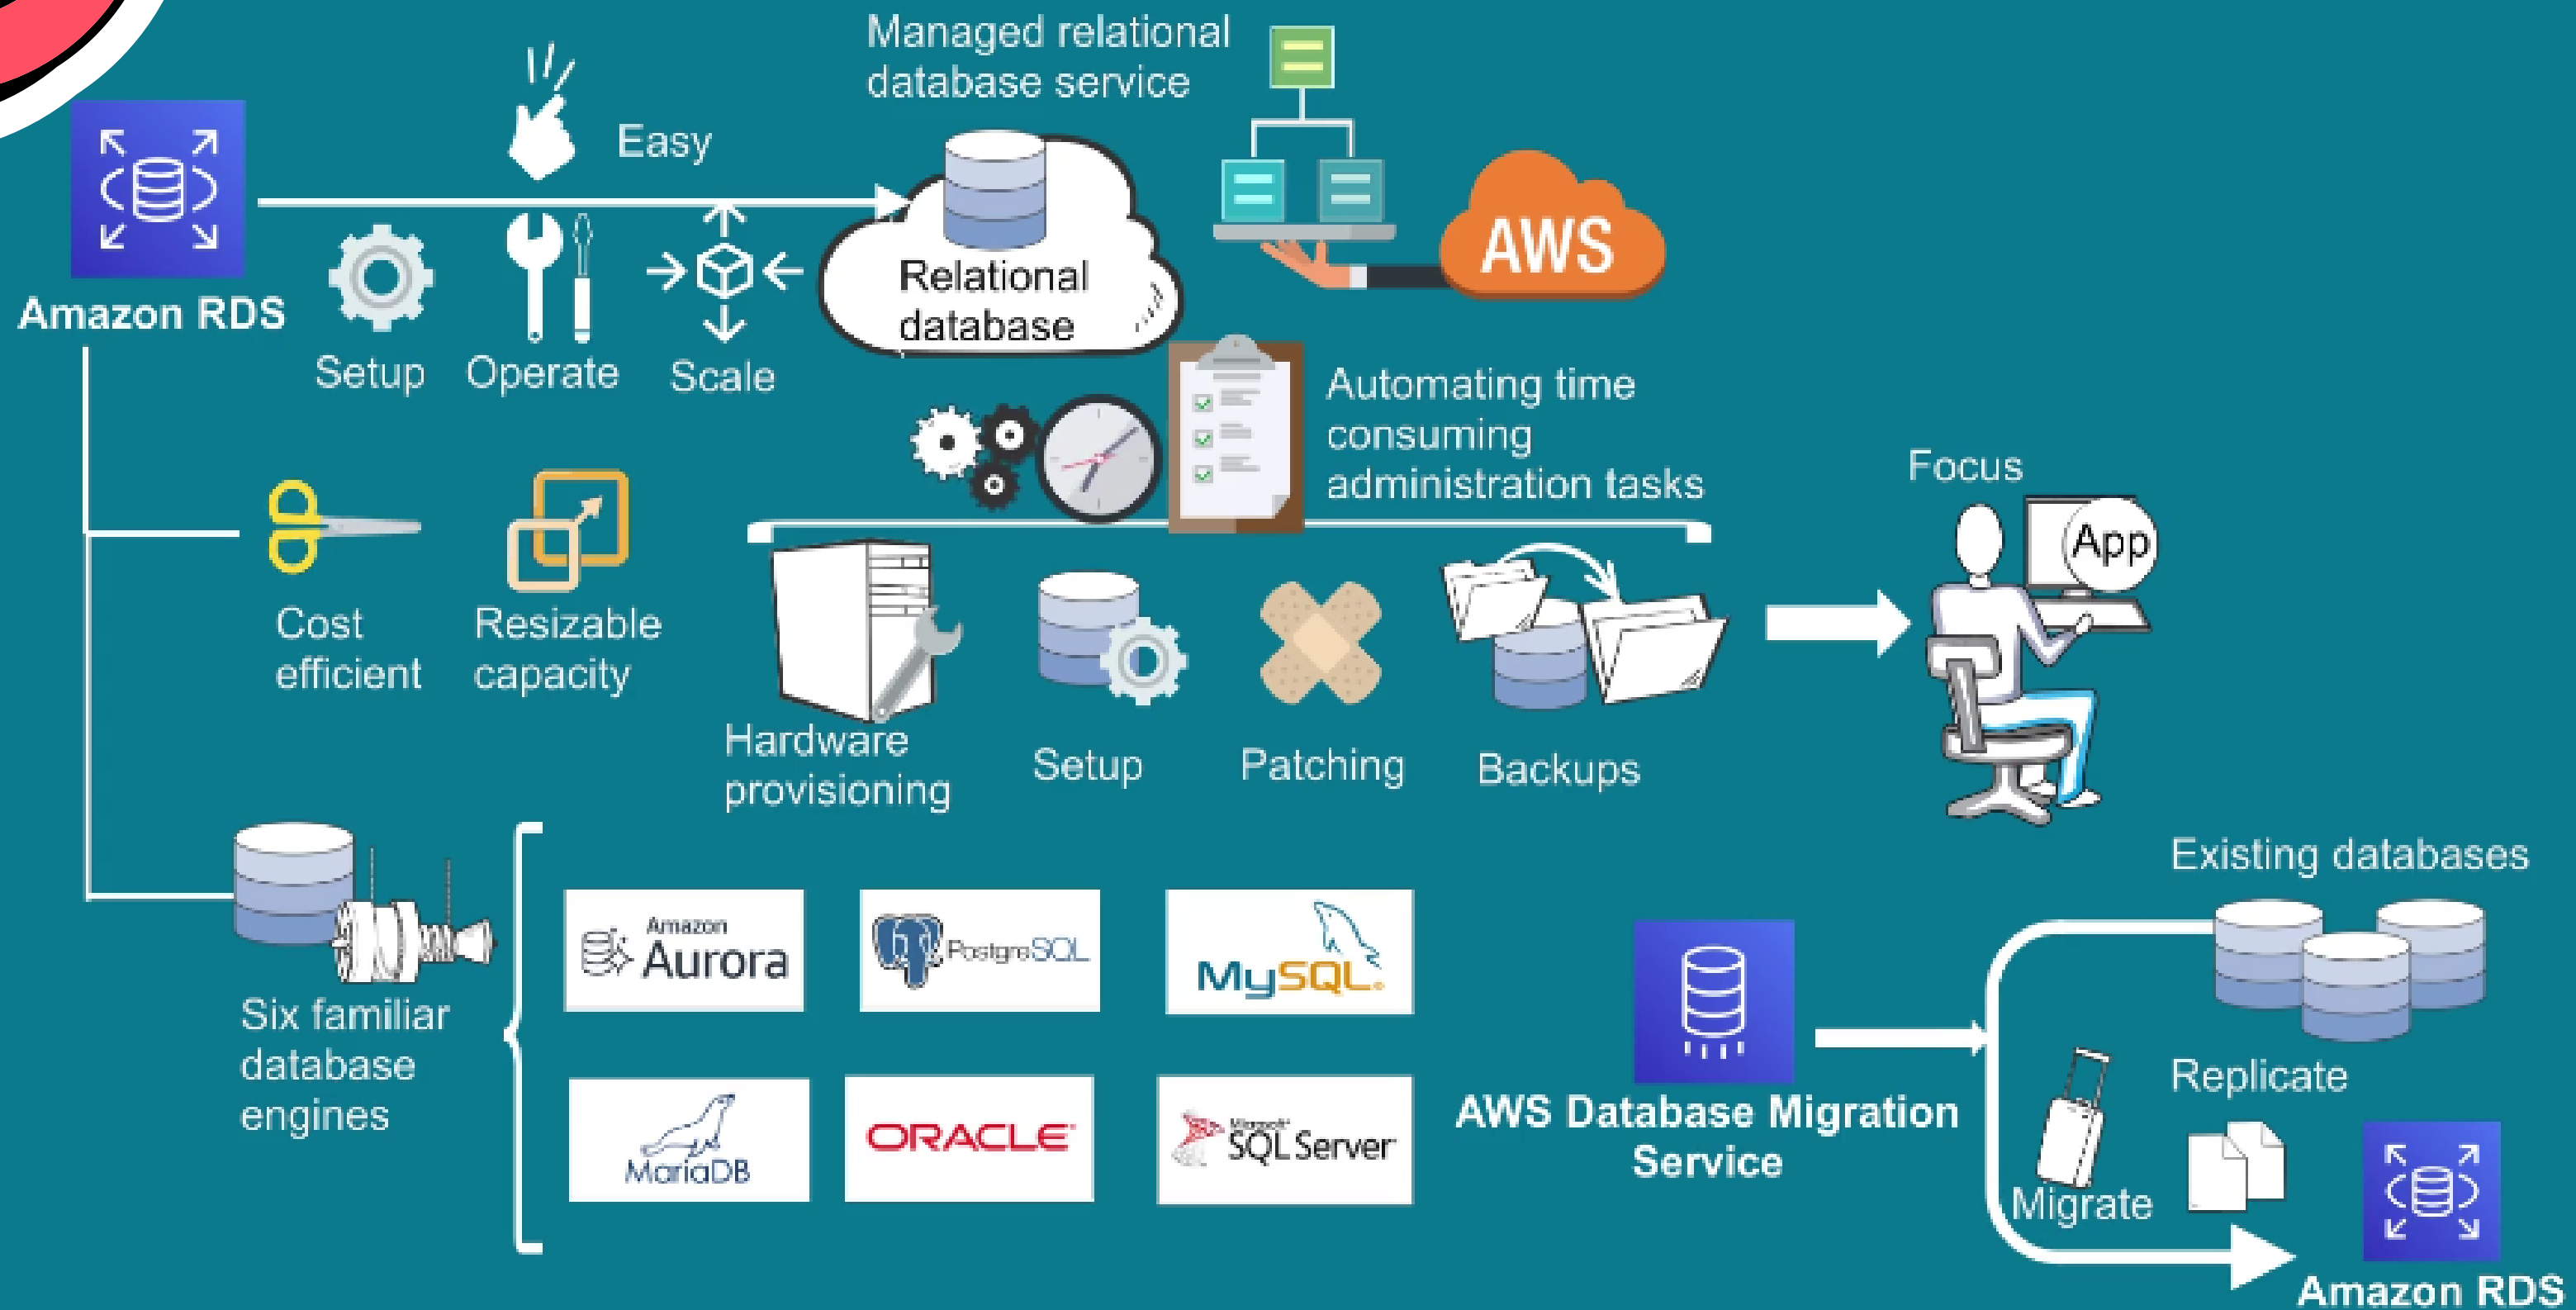 Managed relational
database service
Easy
AWS
Relational
database
Amazon RDS
Setup
Operate
Scale
Automating time
consuming
administration tasks
Focus
App
Cost
efficient
Resizable
capacity
Hardware
provisioning
Setup
Patching
Backups
Existing databases
Amazon
Aurora
PostgreSQL
MySQL
Six familiar
database
engines
MariaDB
ORACLE
Microsoft
SQL Server
AWS Database Migration
Service
Replicate
Migrate
Amazon RDS